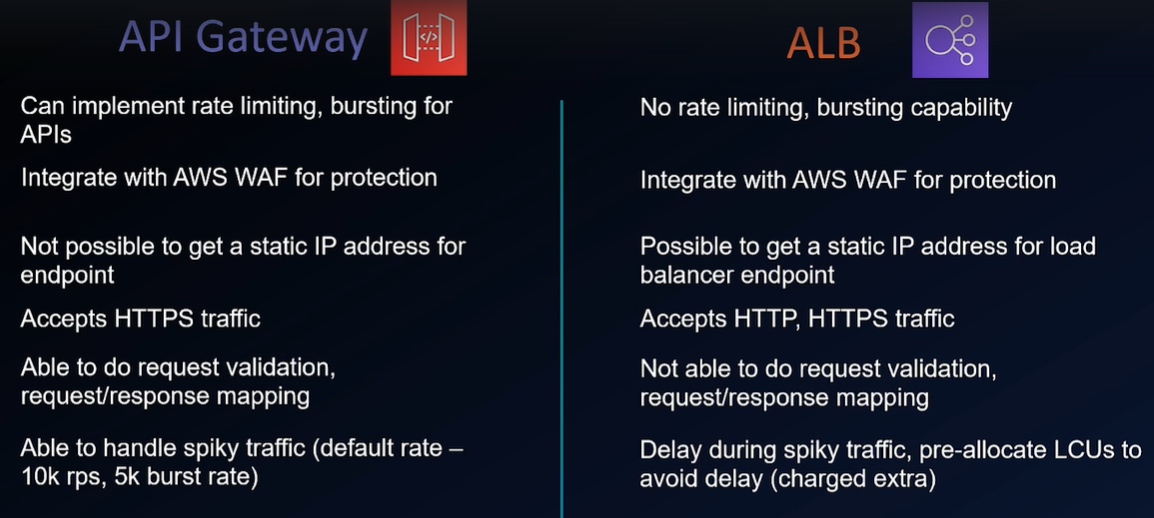 API Gateway
</>
ALB
Can implement rate limiting, bursting for
APIs
No rate limiting, bursting capability
Integrate with AWS WAF for protection
Integrate with AWS WAF for protection
Not possible to get a static IP address for
endpoint
Possible to get a static IP address for load
balancer endpoint
Accepts HTTPS traffic
Accepts HTTP, HTTPS traffic
Able to do request validation,
request/response mapping
Not able to do request validation,
request/response mapping
Able to handle spiky traffic (default rate –
10k rps, 5k burst rate)
Delay during spiky traffic, pre-allocate LCUs to
avoid delay (charged extra)